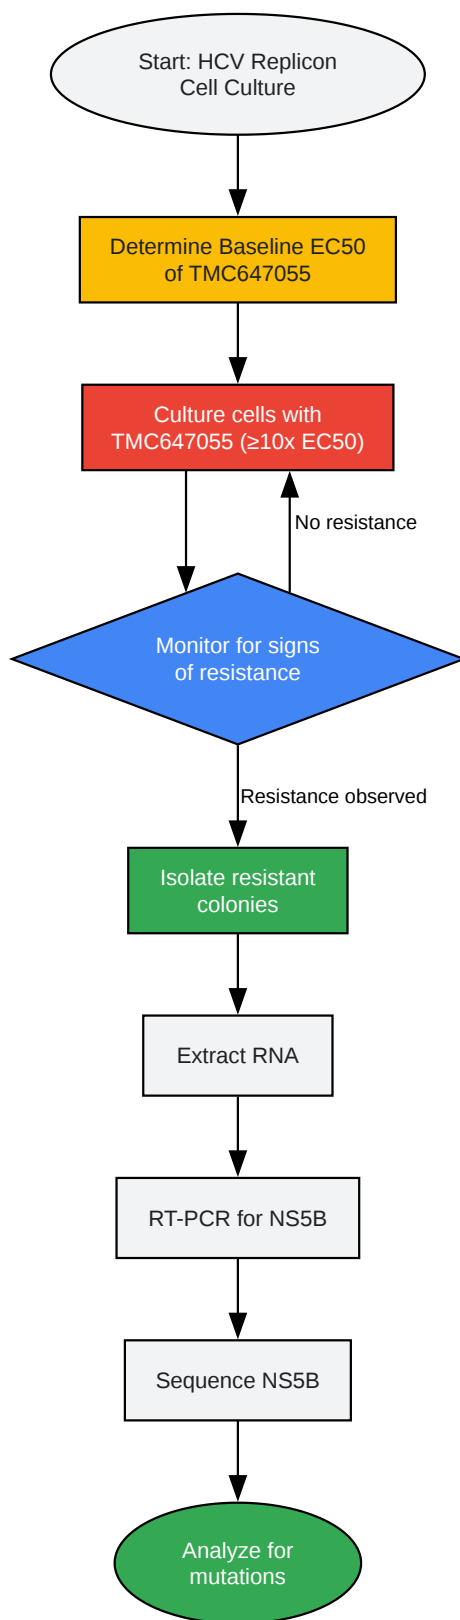 Start: HCV Replicon
Cell Culture
Determine Baseline EC50
of TMC647055
Culture cells with
TMC647055 (≥10x EC50)
No resistance
Monitor for signs
of resistance
Resistance observed
Isolate resistant
colonies
Extract RNA
RT-PCR for NS5B
Sequence NS5B
Analyze for
mutations